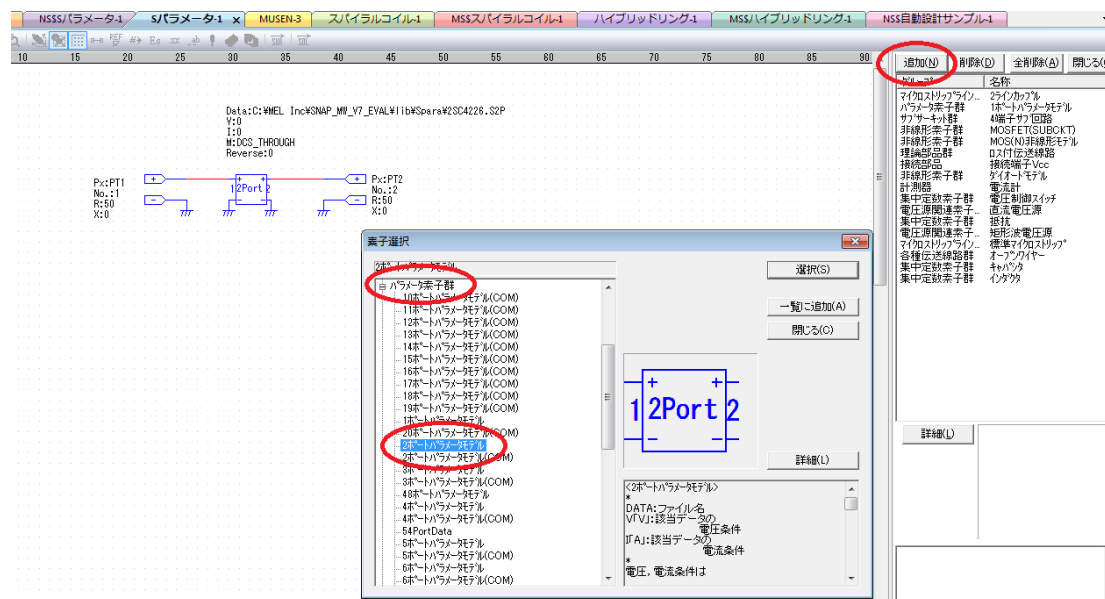 NSSSパラメータ-1 Sパラメータ-1 x MUSEN-3 スパイラルコイル-1 MSSスパイラルコイル-1 ハイブリッドリング-1 MSSハイブリッドリング-1 NSS自動設計サンプル-1
10 15 20 25 30 35 40 45 50 55 60 65 70 75 80 85 90
追加(N) 削除(D) 全削除(A) 閉じる(
グループ 名称
マイクロストリップライン... 2ラインカップル
パラメータ素子群 1ポートパラメータモデル
サブサーキット群 40端子サブ回路
非線形素子群 MOSFET(SUBCKT)
非線形素子群 MOS(N)非線形モデル
理論部品群 ロス付伝送線路
接続部品 接続端子Vcc
非線形素子群 ダイオードモデル
計測器 電流計
集中定数素子群 電圧制御スイッチ
電圧源関連素子... 直流電圧源
集中定数素子群 抵抗
電圧源関連素子... 矩形波電圧源
マイクロストリップライン... 標準マイクロストリップ
各種伝送線路群 オープンワイヤー
集中定数素子群 キャパシタ
集中定数素子群 インダクタ
詳細(L)
Data:C:¥MEL Inc¥SNAP_MW_V7_EVAL¥lib¥Spara¥2SC4226.S2P
V:0
I:0
M:DCS_THROUGH
Reverse:0
Px:PT1
No.:1
R:50
X:0
+ + + +
1 2Port 2
- - - -
Px:PT2
No.:2
R:50
X:0
素子選択
2ポートパラメータモデル
選択(S)
一覧に追加(A)
閉じる(C)
パラメータ素子群
10ポートパラメータモデル(COM)
11ポートパラメータモデル(COM)
12ポートパラメータモデル(COM)
13ポートパラメータモデル(COM)
14ポートパラメータモデル(COM)
15ポートパラメータモデル(COM)
16ポートパラメータモデル(COM)
17ポートパラメータモデル(COM)
18ポートパラメータモデル(COM)
19ポートパラメータモデル(COM)
1ポートパラメータモデル
20ポートパラメータモデル(COM)
2ポートパラメータモデル
2ポートパラメータモデル(COM)
3ポートパラメータモデル
3ポートパラメータモデル(COM)
48ポートパラメータモデル
4ポートパラメータモデル
4ポートパラメータモデル(COM)
54PortData
5ポートパラメータモデル
5ポートパラメータモデル(COM)
6ポートパラメータモデル
6ポートパラメータモデル(COM)
+ +
1 2Port 2
- -
詳細(L)
<2ポートパラメータモデル>
*
DATA:ファイル名
V[V]:該当データの
電圧条件
I[A]:該当データの
電流条件
*
電圧，電流条件は